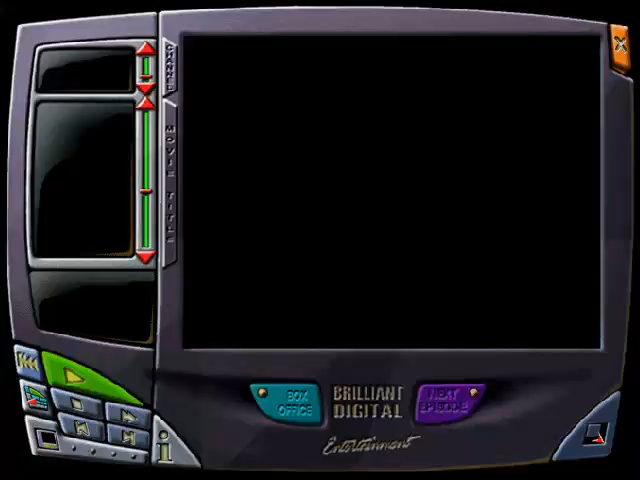 CHANNEL
MOVIE TITLE
BOX
OFFICE
BRILLIANT
DIGITAL
Entertainment
NEXT
EPISODE
i